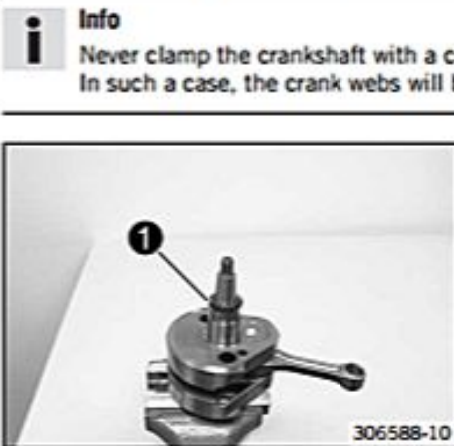 Info
Never clamp the crankshaft with a c
In such a case, the crank webs will
1
306588-10